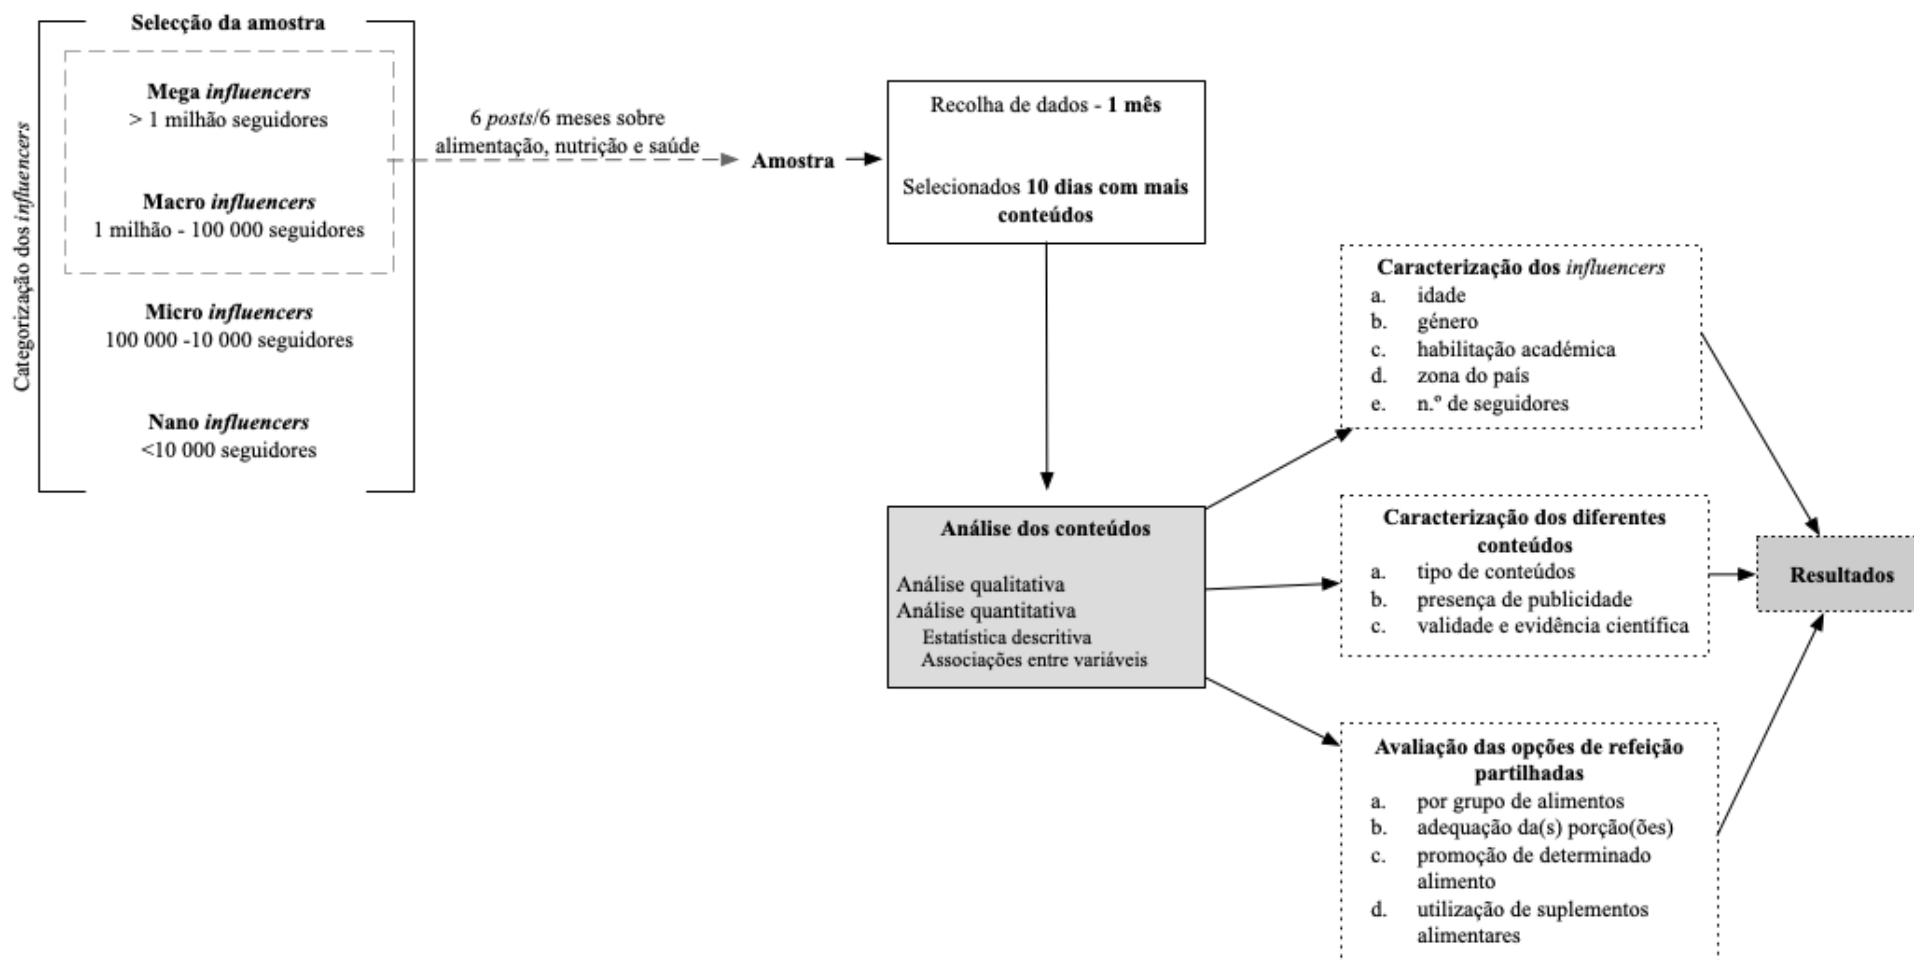 Selecção da amostra
Categorização dos influencers
Mega influencers
> 1 milhão seguidores
Macro influencers
1 milhão - 100 000 seguidores
Micro influencers
100 000 -10 000 seguidores
Nano influencers
<10 000 seguidores
6 posts/6 meses sobre
alimentação, nutrição e saúde
Amostra
Recolha de dados - 1 mês
Selecionados 10 dias com mais
conteúdos
Análise dos conteúdos
Análise qualitativa
Análise quantitativa
Estatística descritiva
Associações entre variáveis
Caracterização dos influencers
a. idade
b. género
c. habilitação académica
d. zona do país
e. n.º de seguidores
Caracterização dos diferentes
conteúdos
a. tipo de conteúdos
b. presença de publicidade
c. validade e evidência científica
Avaliação das opções de refeição
partilhadas
a. por grupo de alimentos
b. adequação da(s) porção(ões)
c. promoção de determinado
alimento
d. utilização de suplementos
alimentares
Resultados